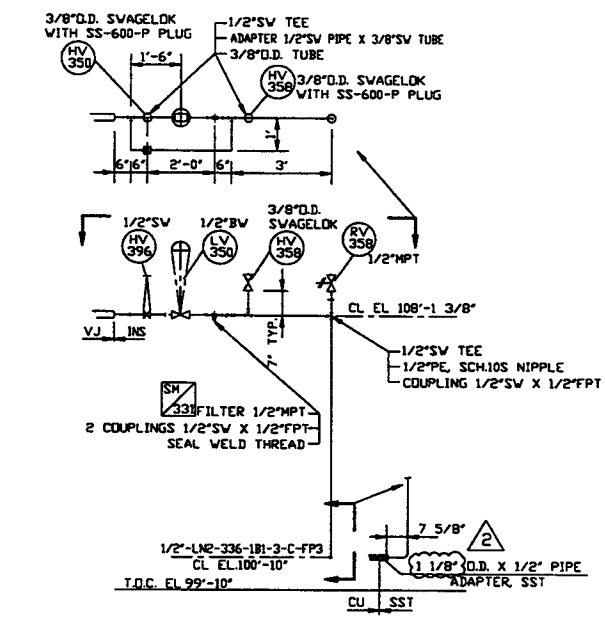 3/8"O.D. SWAGELOK
WITH SS-600-P PLUG
HV
350
1/2"SW TEE
ADAPTER 1/2"SW PIPE X 3/8"SW TUBE
3/8"O.D. TUBE
1'-6"
HV
358
3/8"O.D. SWAGELOK
WITH SS-600-P PLUG
1'
6" 6" 2'-0" 6" 3'
1/2"SW
HV
396
1/2"BW
LV
350
3/8"O.D.
SWAGELOK
HV
358
RV
358
1/2"MPT
CL EL 108'-1 3/8"
VJ INS
7" TYP.
1/2"SW TEE
1/2"PE, SCH.10S NIPPLE
COUPLING 1/2"SW X 1/2"FPT
SM
331
FILTER 1/2"MPT
2 COUPLINGS 1/2"SW X 1/2"FPT
SEAL WELD THREAD
7 5/8"
2
1/2"-LN2-336-1B1-3-C-FP3
CL EL.100'-10"
1 1/8" O.D. X 1/2" PIPE
ADAPTER, SST
T.O.C. EL 99'-10"
CU SST